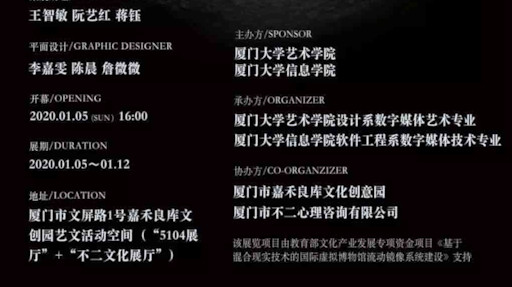 王智敏 阮艺红 蒋钰
平面设计/GRAPHIC DESIGNER
李嘉雯 陈晨 詹微微
开幕/OPENING
2020.01.05 (SUN) 16:00
展期/DURATION
2020.01.05～01.12
地址/LOCATION
厦门市文屏路1号嘉禾良库文
创园艺文活动空间（“5104展
厅”+“不二文化展厅”）
主办方/SPONSOR
厦门大学艺术学院
厦门大学信息学院
承办方/ORGANIZER
厦门大学艺术学院设计系数字媒体艺术专业
厦门大学信息学院软件工程系数字媒体技术专业
协办方/CO-ORGANZIZER
厦门市嘉禾良库文化创意园
厦门市不二心理咨询有限公司
该展览项目由教育部文化产业发展专项资金项目《基于
混合现实技术的国际虚拟博物馆流动镜像系统建设》支持